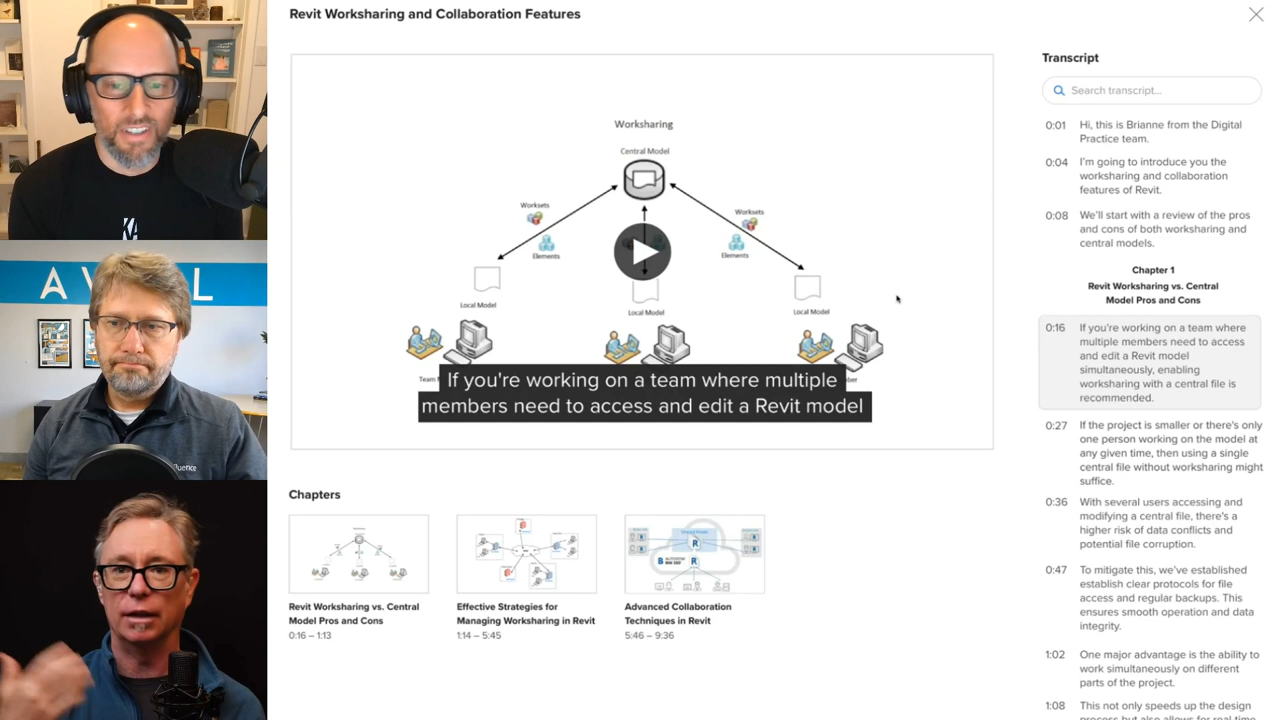 Revit Worksharing and Collaboration Features
Worksharing
Central Model
Worksets
Worksets
Elements
Elements
Local Model
Local Model
Local Model
Team
If you're working on a team where multiple
members need to access and edit a Revit model
Chapters
Revit Worksharing vs. Central
Model Pros and Cons
0:16 – 1:13
Effective Strategies for
Managing Worksharing in Revit
1:14 – 5:45
Advanced Collaboration
Techniques in Revit
5:46 – 9:36
Transcript
Search transcript...
0:01 Hi, this is Brianne from the Digital
Practice team.
0:04 I'm going to introduce you the
worksharing and collaboration
features of Revit.
0:08 We'll start with a review of the pros
and cons of both worksharing and
central models.
Chapter 1
Revit Worksharing vs. Central
Model Pros and Cons
0:16 If you're working on a team where
multiple members need to access
and edit a Revit model
simultaneously, enabling
worksharing with a central file is
recommended.
0:27 If the project is smaller or there's only
one person working on the model at
any given time, then using a single
central file without worksharing might
suffice.
0:36 With several users accessing and
modifying a central file, there's a
higher risk of data conflicts and
potential file corruption.
0:47 To mitigate this, we've established
establish clear protocols for file
access and regular backups. This
ensures smooth operation and data
integrity.
1:02 One major advantage is the ability to
work simultaneously on different
parts of the project.
1:08 This not only speeds up the design
process but also allows for real-time